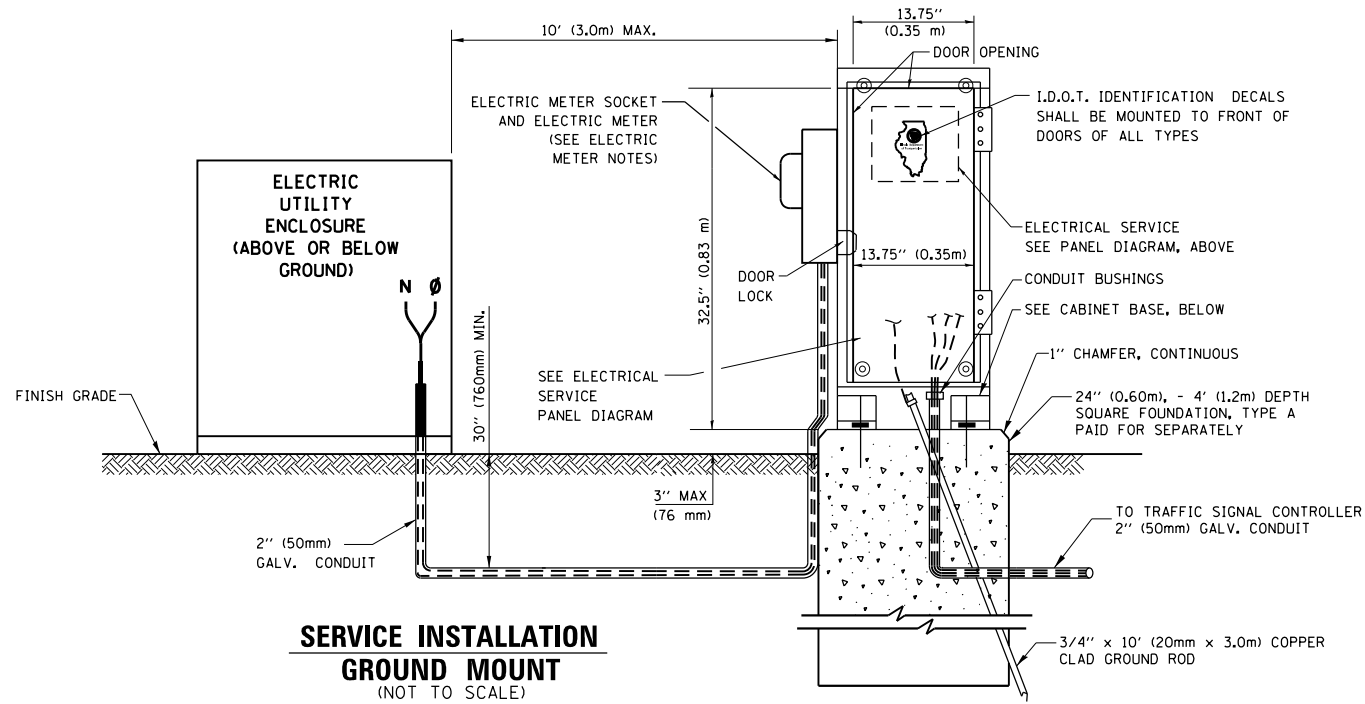 13.75''
(0.35 m)
10' (3.0m) MAX.
DOOR OPENING
ELECTRIC METER SOCKET
AND ELECTRIC METER
(SEE ELECTRIC
METER NOTES)
I.D.O.T. IDENTIFICATION DECALS
SHALL BE MOUNTED TO FRONT OF
DOORS OF ALL TYPES
ELECTRIC
UTILITY
ENCLOSURE
(ABOVE OR BELOW
GROUND)
N Ø
32.5'' (0.83 m)
DOOR
LOCK
13.75'' (0.35m)
ELECTRICAL SERVICE
SEE PANEL DIAGRAM, ABOVE
CONDUIT BUSHINGS
SEE CABINET BASE, BELOW
1'' CHAMFER, CONTINUOUS
24'' (0.60m), - 4' (1.2m) DEPTH
SQUARE FOUNDATION, TYPE A
PAID FOR SEPARATELY
FINISH GRADE
30'' (760mm) MIN.
SEE ELECTRICAL
SERVICE
PANEL DIAGRAM
3'' MAX
(76 mm)
2'' (50mm)
GALV. CONDUIT
TO TRAFFIC SIGNAL CONTROLLER
2'' (50mm) GALV. CONDUIT
3/4'' x 10' (20mm x 3.0m) COPPER
CLAD GROUND ROD
SERVICE INSTALLATION
GROUND MOUNT
(NOT TO SCALE)